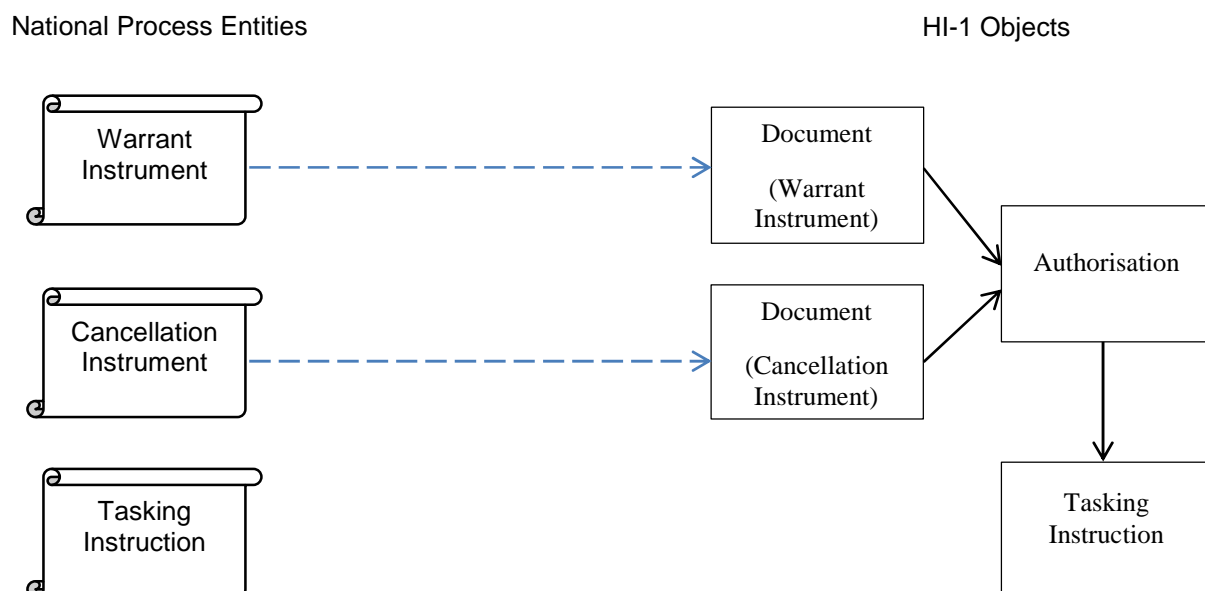 National Process Entities
HI-1 Objects
Warrant
Instrument
Document
(Warrant
Instrument)
Authorisation
Cancellation
Instrument
Document
(Cancellation
Instrument)
Tasking
Instruction
Tasking
Instruction